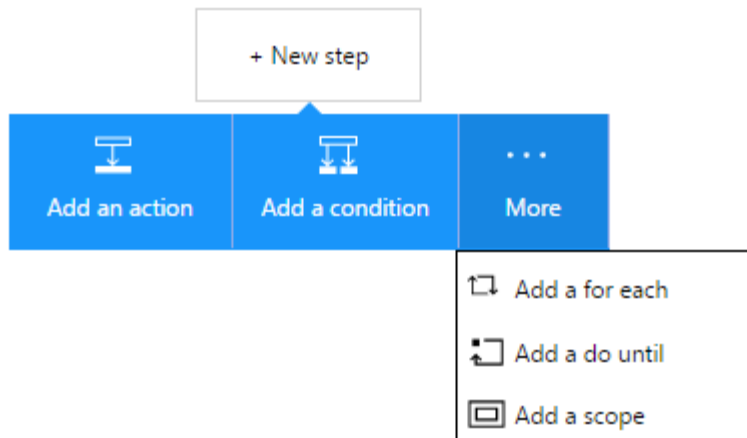 + New step
Add an action
Add a condition
More
Add a for each
Add a do until
Add a scope